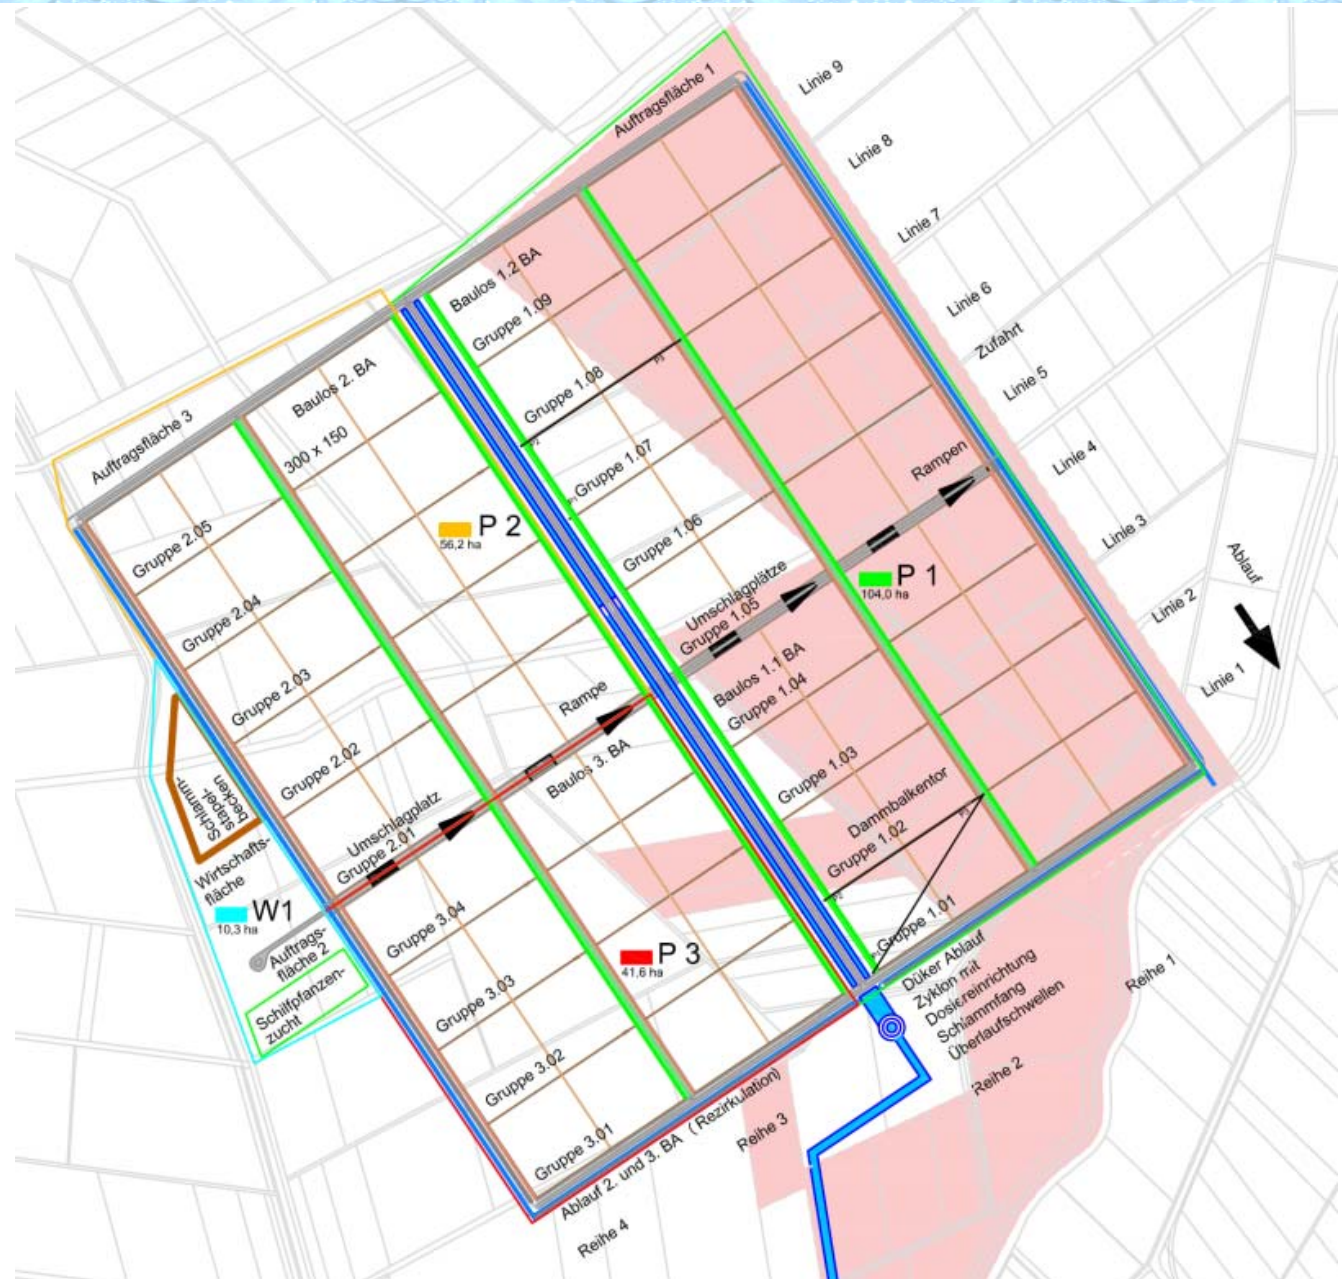 Auftragsfläche 1
Linie 9
Linie 8
Linie 7
Linie 6
Zufahrt
Linie 5
Linie 4
Linie 3
Linie 2
Linie 1
Ablauf
Baulos 1.2 BA
Gruppe 1.09
Gruppe 1.08
P3
P2
Gruppe 1.07
P1
Gruppe 1.06
Rampen
Umschlagplätze
Gruppe 1.05
P 1
104,0 ha
Baulos 1.1 BA
Gruppe 1.04
Gruppe 1.03
Dammbalkentor
Gruppe 1.02
P3
P2
Gruppe 1.01
P1
Auftragsfläche 3
Baulos 2. BA
300 x 150
P 2
56,2 ha
Gruppe 2.05
Gruppe 2.04
Gruppe 2.03
Gruppe 2.02
Rampe
Umschlagplatz
Gruppe 2.01
Baulos 3. BA
Schlamm-
stapel-
becken
Wirtschafts-
fläche
W1
10,3 ha
Auftrags-
fläche 2
Schilfpfanzen-
zucht
Gruppe 3.04
P 3
41,6 ha
Gruppe 3.03
Gruppe 3.02
Gruppe 3.01
Düker Ablauf
Zyklon mit
Dosiereinrichtung
Schlammfang
Überlaufschwellen
Reihe 1
Reihe 2
Reihe 3
Ablauf 2. und 3. BA (Rezirkulation)
Reihe 4